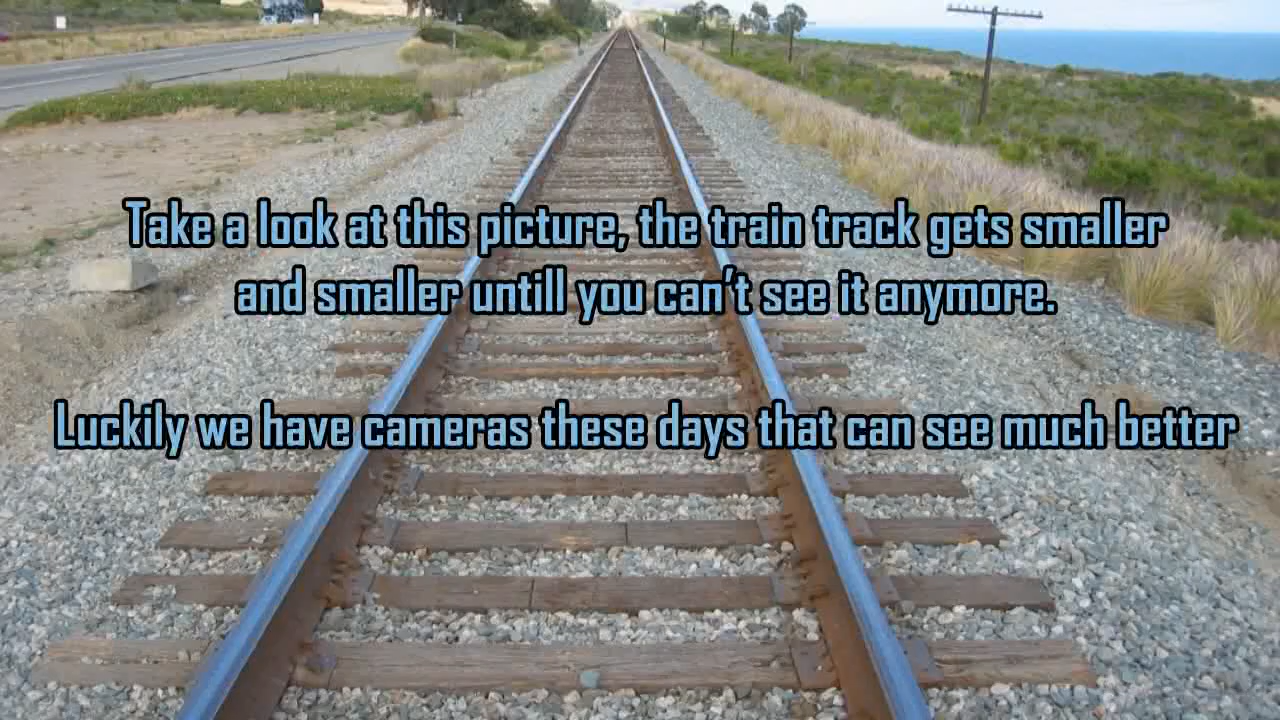 Take a look at this picture, the train track gets smaller
and smaller untill you can't see it anymore.
Luckily we have cameras these days that can see much better